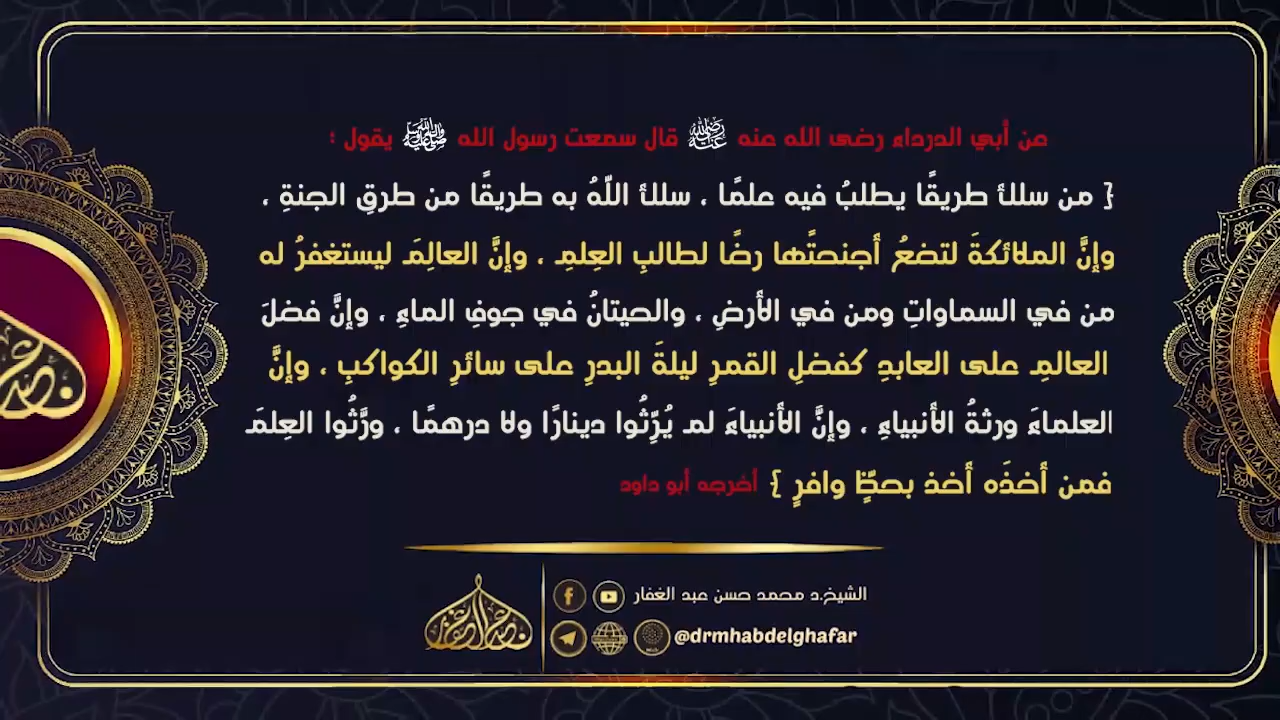 عن أبي الدرداء رضى الله عنه ﵁ قال سمعت رسول الله ﷺ يقول :
{ من سلك طريقًا يطلبُ فيه علمًا ، سلك اللّهُ به طريقًا من طرقِ الجنةِ ،
وإنَّ الملائكةَ لتضعُ أجنحتَها رضًا لطالبِ العِلمِ ، وإنَّ العالِمَ ليستغفرُ له
من في السماواتِ ومن في الأرضِ ، والحيتانُ في جوفِ الماءِ ، وإنَّ فضلَ
العالمِ على العابدِ كفضلِ القمرِ ليلةَ البدرِ على سائرِ الكواكبِ ، وإنَّ
العلماءَ ورثةُ الأنبياءِ ، وإنَّ الأنبياءَ لم يُرِّثُوا دينارًا ولا درهمًا ، ورَّثُوا العِلمَ
فمن أخذَه أخذ بحظٍّ وافرٍ } أخرجه أبو داود
الشيخ.د محمد حسن عبد الغفار
@drmhabdelghafar